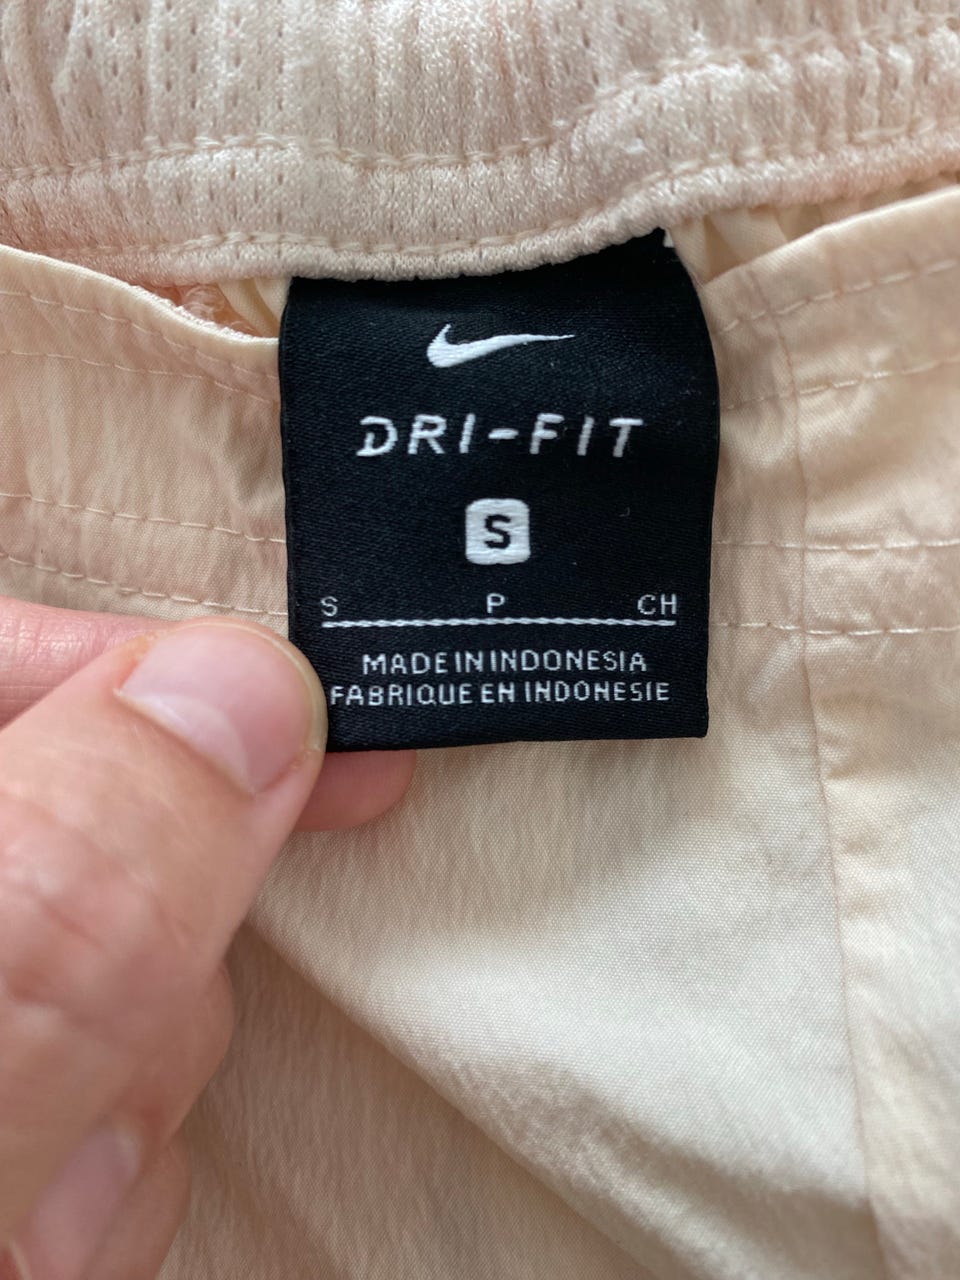 DRI-FIT
S
S P CH
MADE IN INDONESIA
FABRIQUE EN INDONESIE